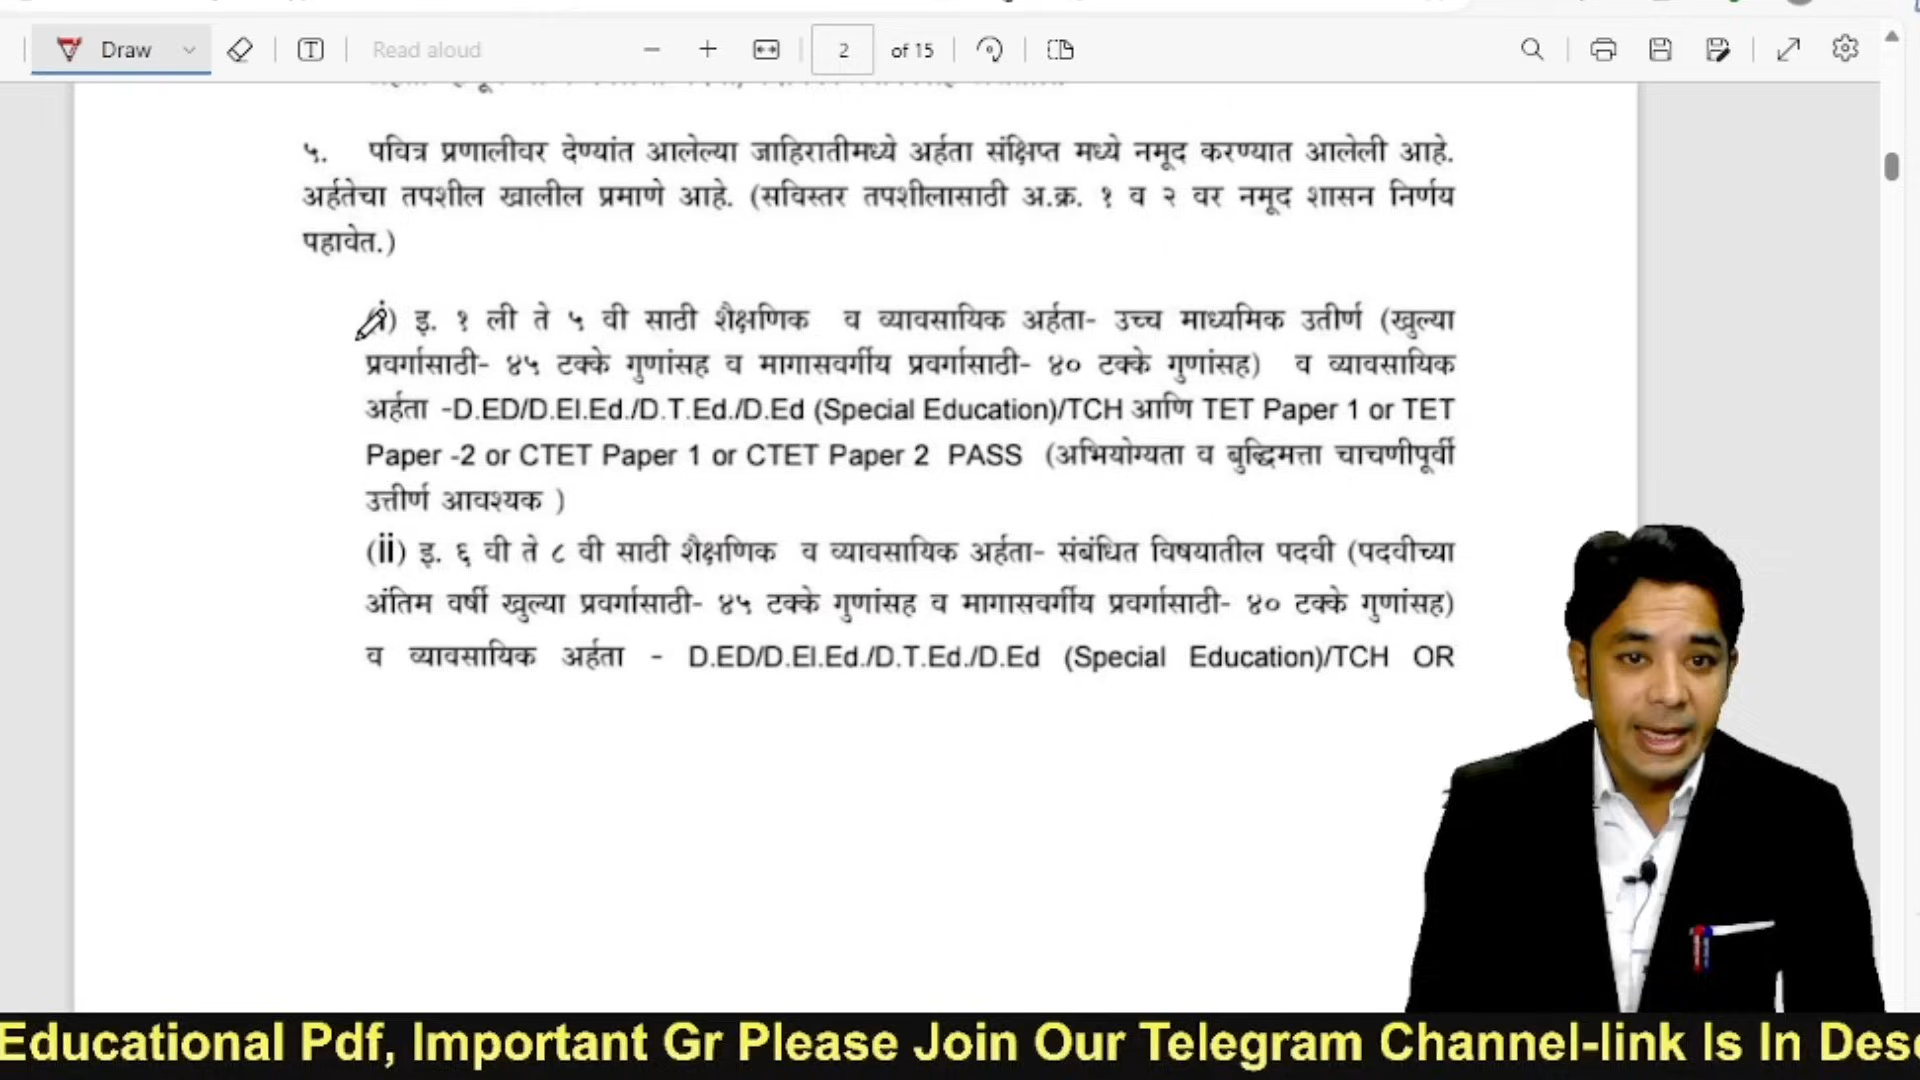 Draw
Read aloud
2 of 15
५. पवित्र प्रणालीवर देण्यांत आलेल्या जाहिरातीमध्ये अर्हता संक्षिप्त मध्ये नमूद करण्यात आलेली आहे.
अर्हतेचा तपशील खालील प्रमाणे आहे. (सविस्तर तपशीलासाठी अ.क्र. १ व २ वर नमूद शासन निर्णय
पहावेत.)
(i) इ. १ ली ते ५ वी साठी शैक्षणिक व व्यावसायिक अर्हता- उच्च माध्यमिक उतीर्ण (खुल्या
प्रवर्गासाठी- ४५ टक्के गुणांसह व मागासवर्गीय प्रवर्गासाठी- ४० टक्के गुणांसह) व व्यावसायिक
अर्हता -D.ED/D.El.Ed./D.T.Ed./D.Ed (Special Education)/TCH आणि TET Paper 1 or TET
Paper -2 or CTET Paper 1 or CTET Paper 2 PASS (अभियोग्यता व बुद्धिमत्ता चाचणीपूर्वी
उत्तीर्ण आवश्यक )
(ii) इ. ६ वी ते ८ वी साठी शैक्षणिक व व्यावसायिक अर्हता- संबंधित विषयातील पदवी (पदवीच्या
अंतिम वर्षी खुल्या प्रवर्गासाठी- ४५ टक्के गुणांसह व मागासवर्गीय प्रवर्गासाठी- ४० टक्के गुणांसह)
व व्यावसायिक अर्हता - D.ED/D.El.Ed./D.T.Ed./D.Ed (Special Education)/TCH OR
Educational Pdf, Important Gr Please Join Our Telegram Channel-link Is In Des